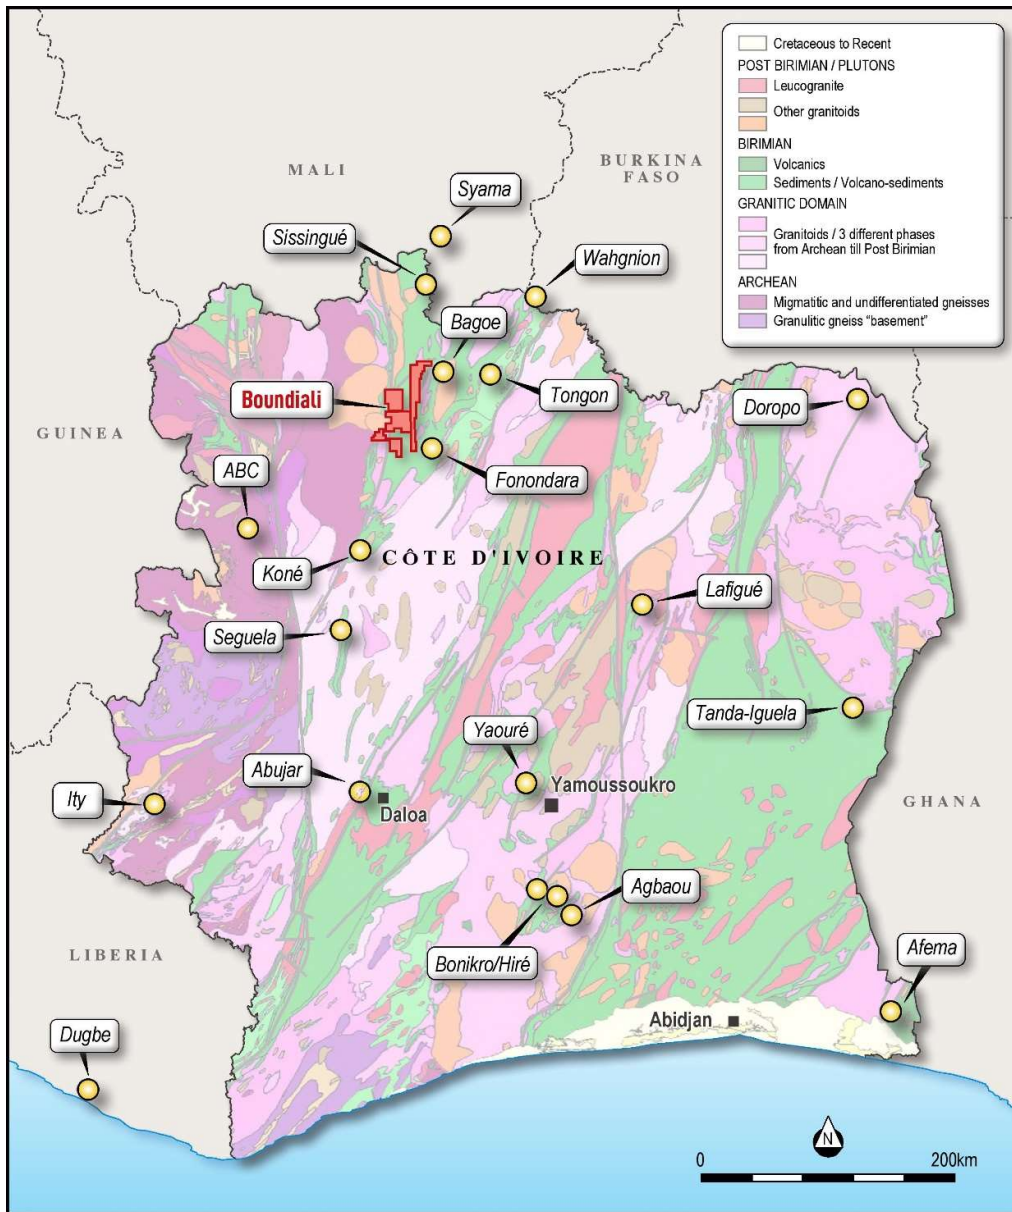 Cretaceous to Recent
POST BIRIMIAN / PLUTONS
Leucogranite
Other granitoids
BIRIMIAN
Volcanics
Sediments / Volcano-sediments
GRANITIC DOMAIN
Granitoids / 3 different phases
from Archean till Post Birimian
ARCHEAN
Migmatitic and undifferentiated gneisses
Granulitic gneiss “basement”
MALI
BURKINA
FASO
Syama
Sissingué
Wahgnion
Bagoe
Boundiali
Tongon
Doropo
GUINEA
ABC
Fonondara
CÔTE D'IVOIRE
Koné
Lafigué
Seguela
Tanda-Iguela
Yaouré
Abujar
Yamoussoukro
Ity
Daloa
GHANA
Agbaou
LIBERIA
Bonikro/Hiré
Afema
Abidjan
Dugbe
N
0 200km